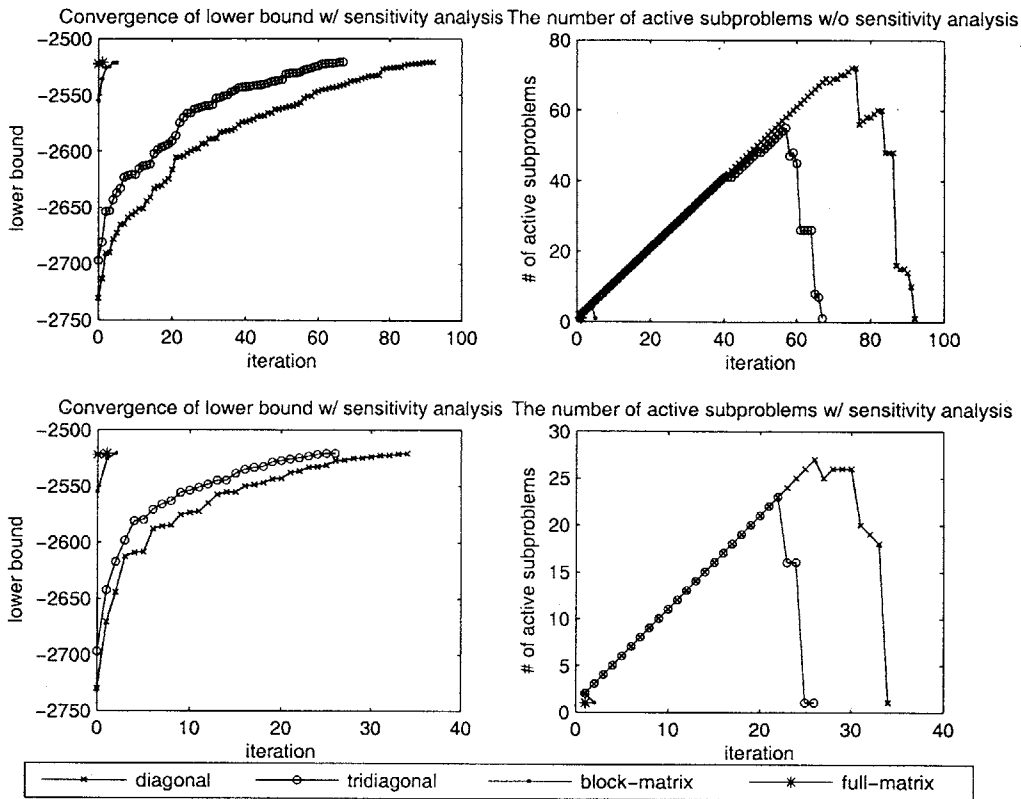 Convergence of lower bound w/ sensitivity analysis
−2500
−2550
−2600
−2650
−2700
−2750
lower bound
0 20 40 60 80 100
iteration
The number of active subproblems w/o sensitivity analysis
80
60
40
20
0
# of active subproblems
0 20 40 60 80 100
iteration
Convergence of lower bound w/ sensitivity analysis
−2500
−2550
−2600
−2650
−2700
−2750
lower bound
0 10 20 30 40
iteration
The number of active subproblems w/ sensitivity analysis
30
25
20
15
10
5
0
# of active subproblems
0 10 20 30 40
iteration
diagonal tridiagonal block−matrix full−matrix